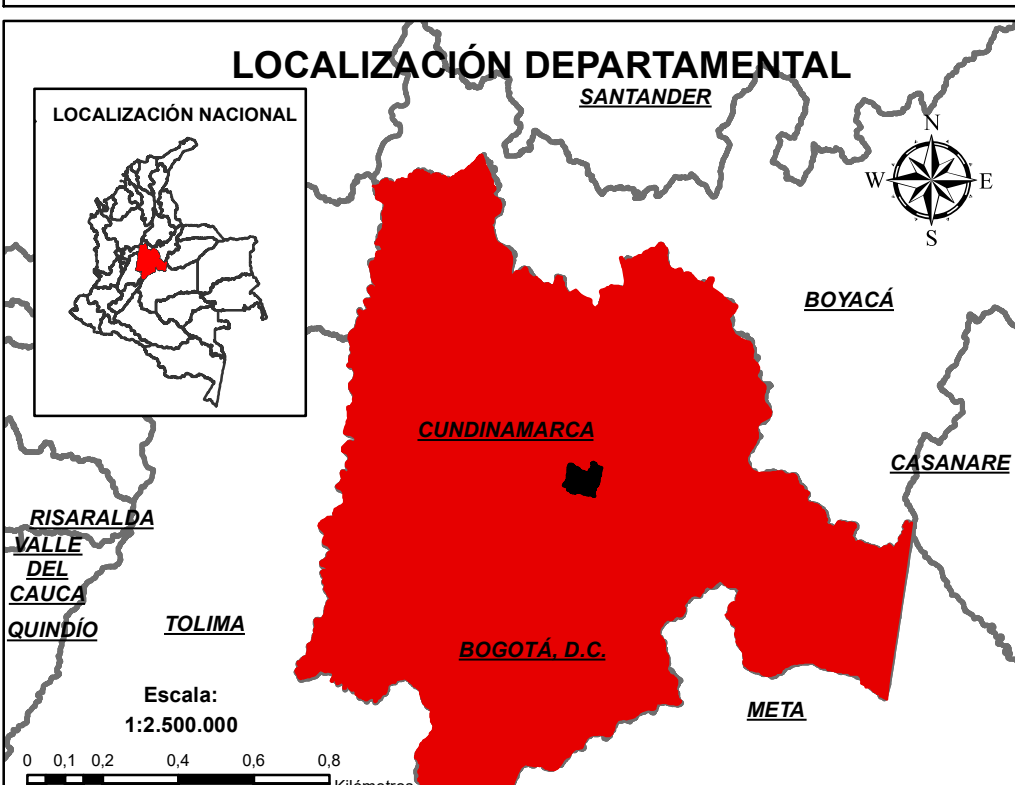 LOCALIZACIÓN DEPARTAMENTAL
SANTANDER
LOCALIZACIÓN NACIONAL
N
W
E
S
BOYACÁ
CUNDINAMARCA
CASANARE
RISARALDA
VALLE
DEL
CAUCA
QUINDÍO
TOLIMA
BOGOTÁ, D.C.
META
Escala:
1:2.500.000
0 0,1 0,2 0,4 0,6 0,8
Kilómetros